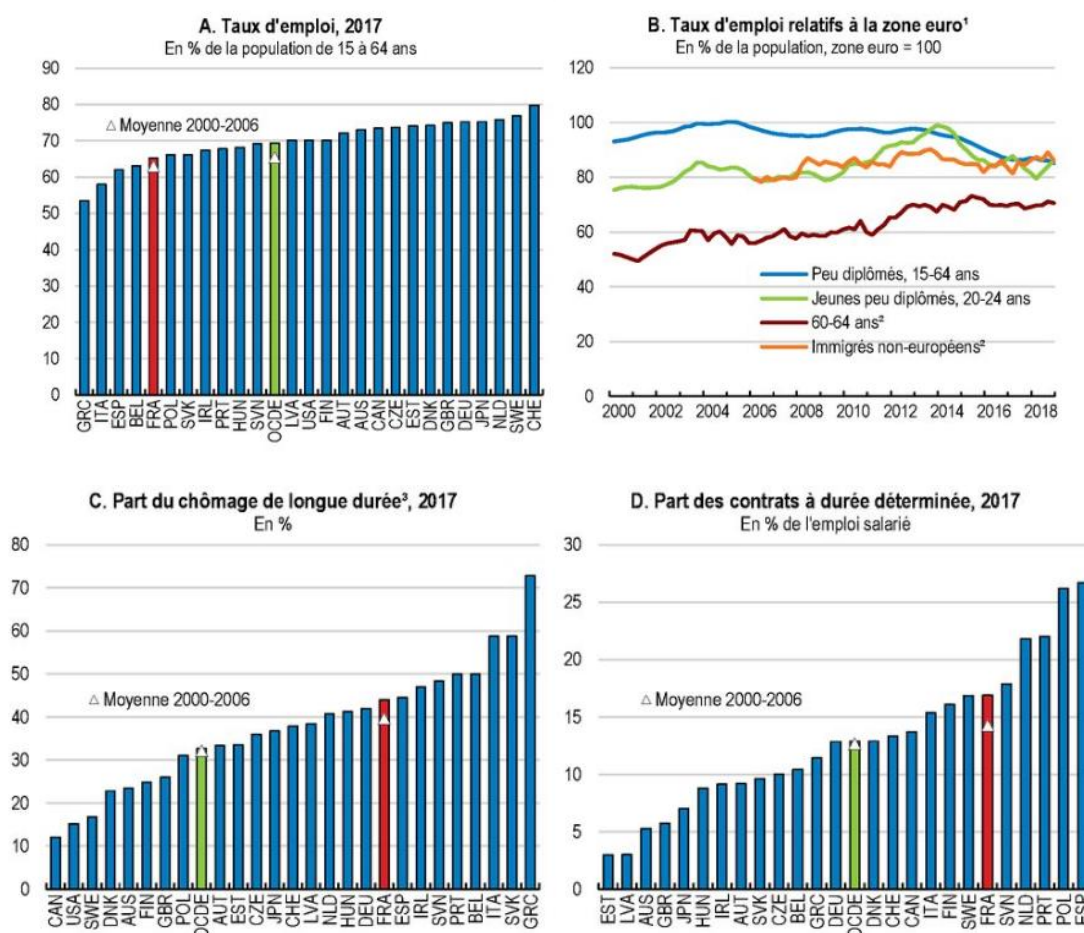 A. Taux d'emploi, 2017
En % de la population de 15 à 64 ans
90
80
70
60
50
40
30
20
10
0
△ Moyenne 2000-2006
GRC ITA ESP BEL FRA POL SVK IRL PRT HUN SVN OCDE LVA USA FIN AUT AUS CAN CZE EST DNK GBR DEU JPN NLD SWE CHE
B. Taux d'emploi relatifs à la zone euro¹
En % de la population, zone euro = 100
120
100
80
60
40
20
0
Peu diplômés, 15-64 ans
Jeunes peu diplômés, 20-24 ans
60-64 ans²
Immigrés non-européens²
2000 2002 2004 2006 2008 2010 2012 2014 2016 2018
C. Part du chômage de longue durée³, 2017
En %
80
70
60
50
40
30
20
10
0
△ Moyenne 2000-2006
CAN USA SWE DNK AUS FIN GBR POL OCDE AUT EST CZE JPN CHE LVA NLD HUN DEU FRA ESP IRL SVN PRT BEL ITA SVK GRC
D. Part des contrats à durée déterminée, 2017
En % de l'emploi salarié
30
25
20
15
10
5
0
△ Moyenne 2000-2006
EST LVA AUS GBR JPN HUN IRL AUT SVK CZE BEL GRC DEU OCDE DNK CHE CAN ITA FIN SWE FRA SVN NLD PRT POL ESP